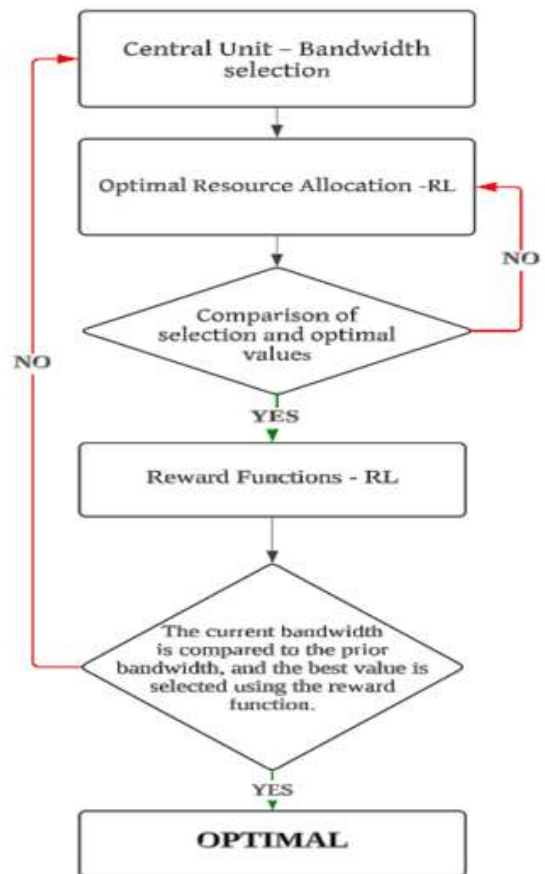 Central Unit – Bandwidth
selection
Optimal Resource Allocation -RL
NO
Comparison of
selection and optimal
values
NO
YES
Reward Functions - RL
The current bandwidth
is compared to the prior
bandwidth, and the best value is
selected using the reward
function.
YES
OPTIMAL